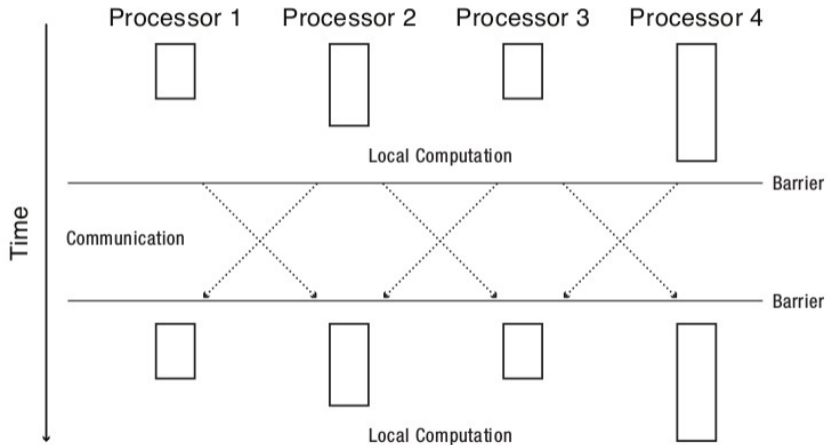 Processor 1 Processor 2 Processor 3 Processor 4
Local Computation
Barrier
Time
Communication
Barrier
Local Computation